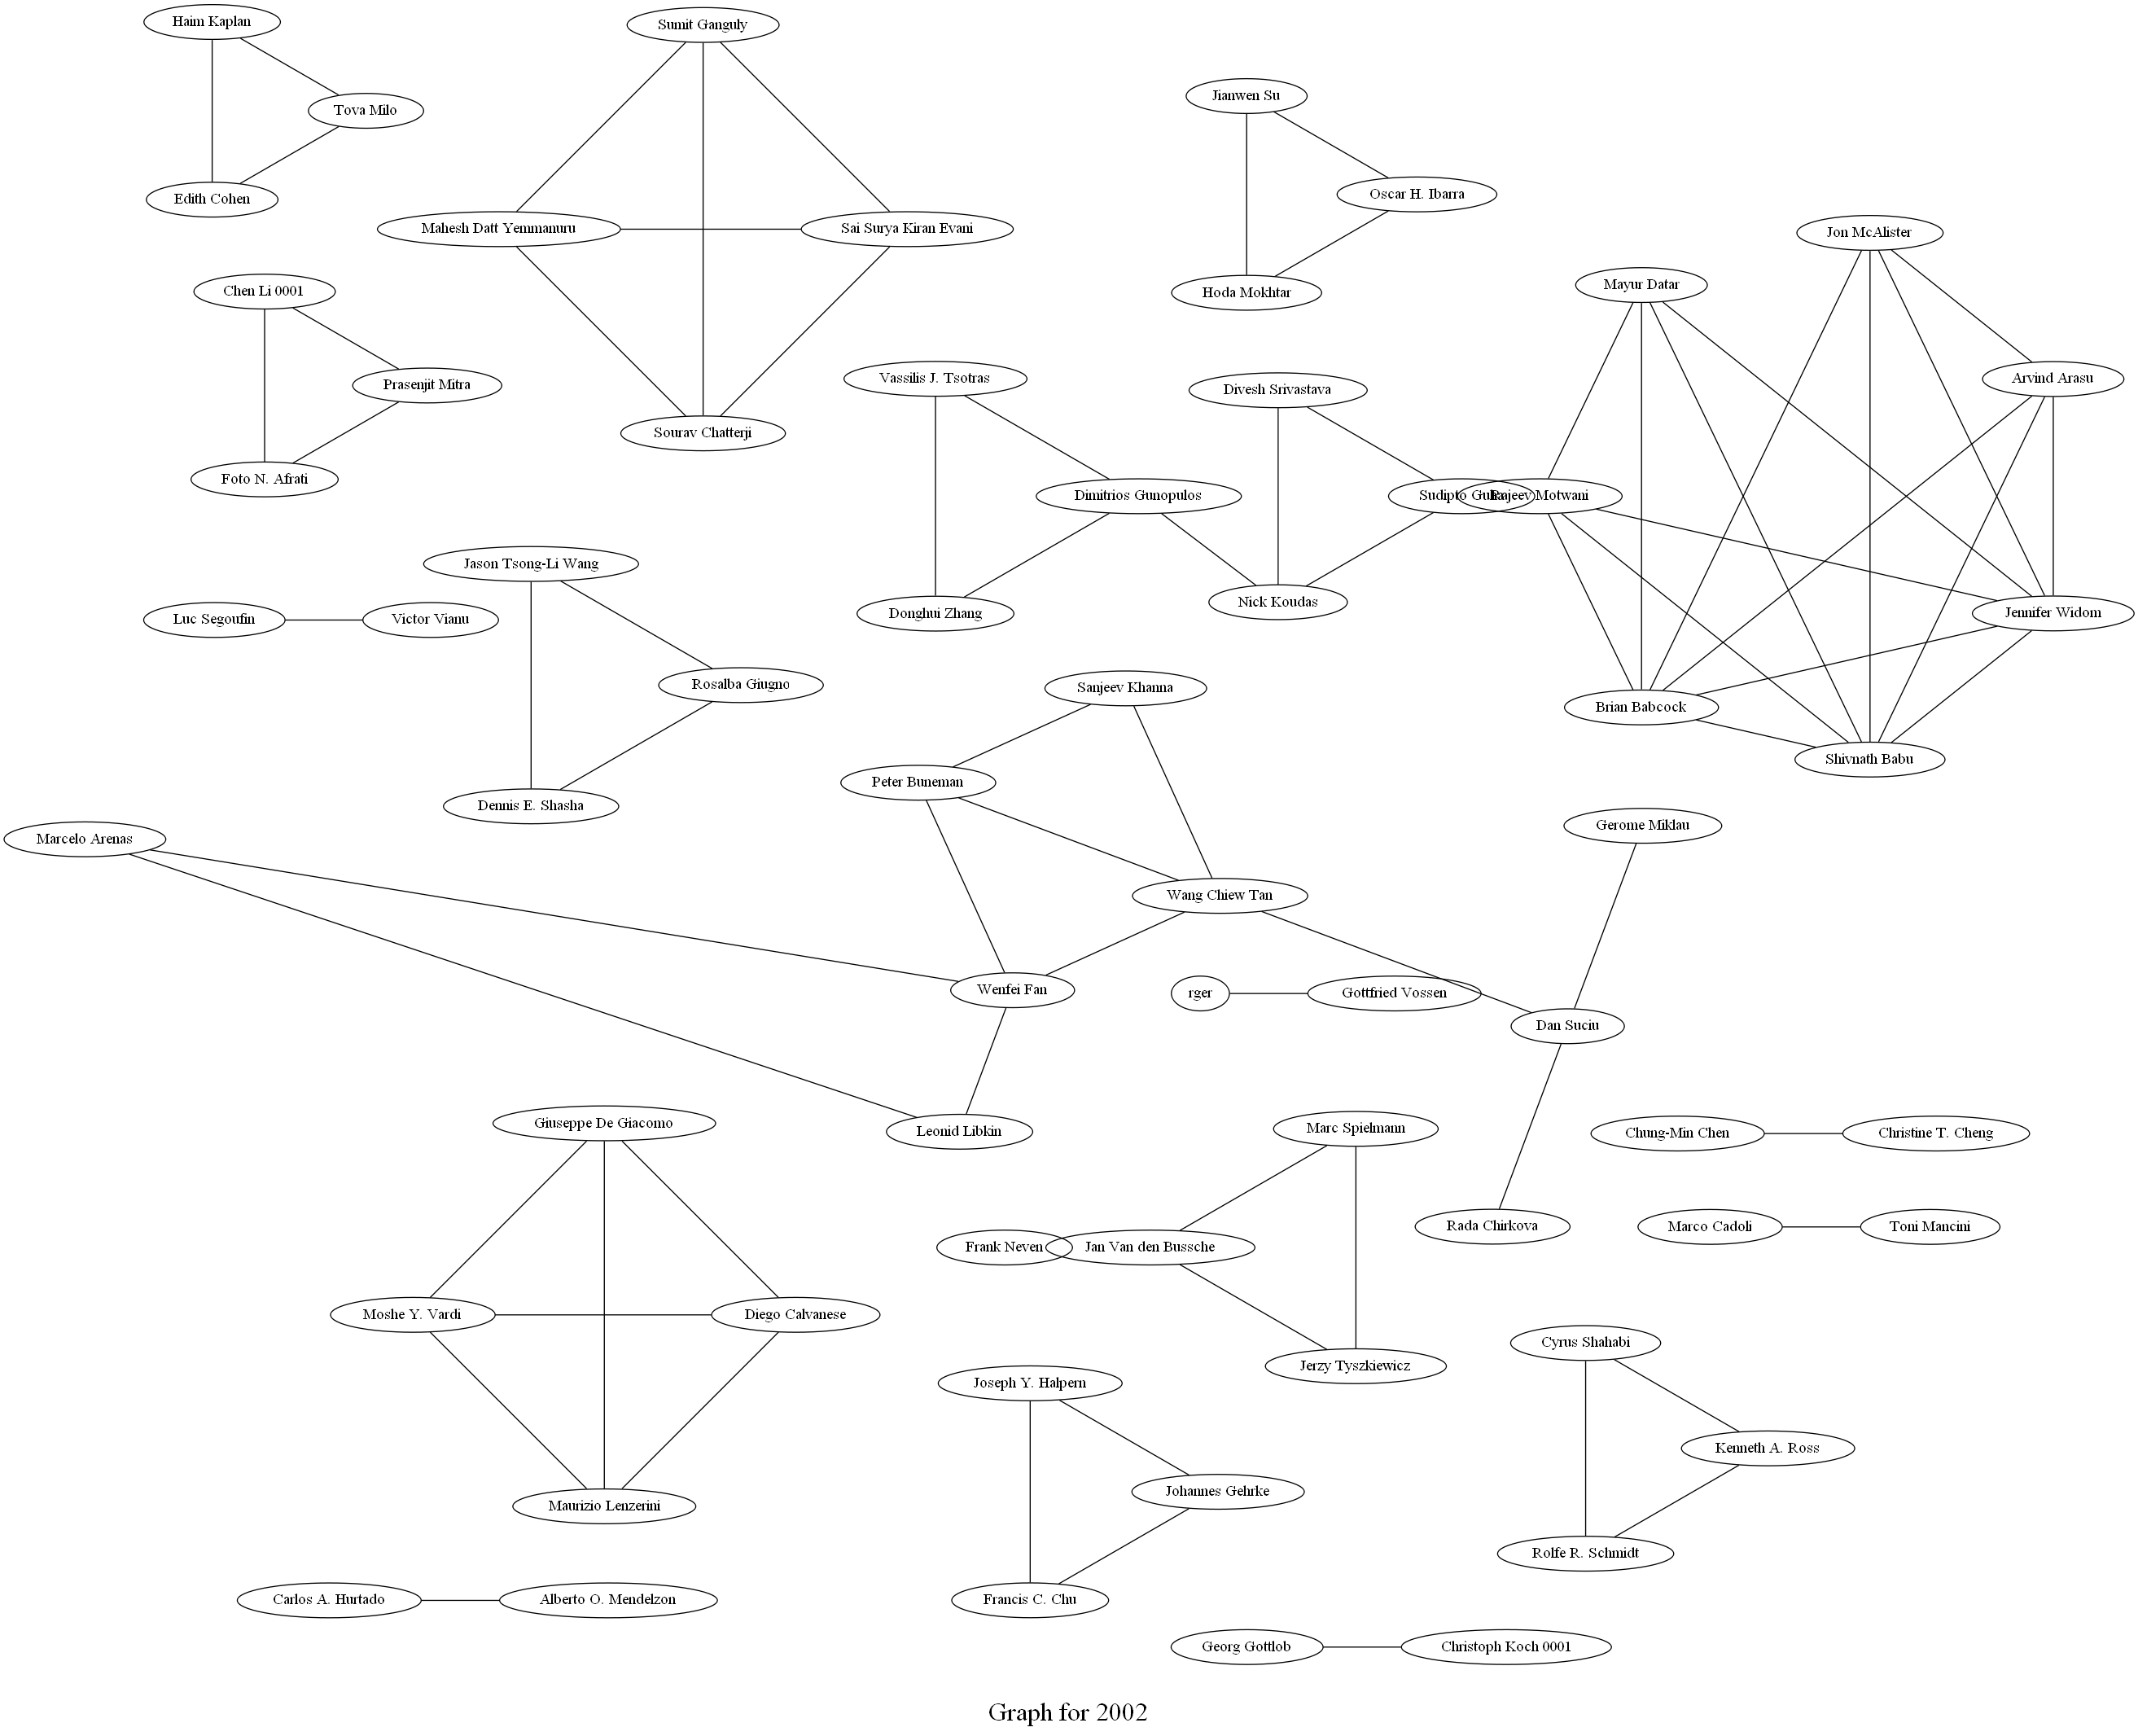 Haim Kaplan
Sumit Ganguly
Jianwen Su
Tova Milo
Edith Cohen
Oscar H. Ibarra
Mahesh Datt Yemmanuru
Sai Surya Kiran Evani
Jon McAlister
Mayur Datar
Chen Li 0001
Hoda Mokhtar
Vassilis J. Tsotras
Arvind Arasu
Prasenjit Mitra
Divesh Srivastava
Sourav Chatterji
Foto N. Afrati
Dimitrios Gunopulos
Sudipto Guha
Rajeev Motwani
Jason Tsong-Li Wang
Luc Segoufin
Victor Vianu
Donghui Zhang
Nick Koudas
Jennifer Widom
Rosalba Giugno
Sanjeev Khanna
Brian Babcock
Shivnath Babu
Peter Buneman
Dennis E. Shasha
Marcelo Arenas
Gerome Miklau
Wang Chiew Tan
Wenfei Fan
rger
Gottfried Vossen
Dan Suciu
Giuseppe De Giacomo
Leonid Libkin
Marc Spielmann
Chung-Min Chen
Christine T. Cheng
Rada Chirkova
Marco Cadoli
Toni Mancini
Frank Neven
Jan Van den Bussche
Moshe Y. Vardi
Diego Calvanese
Cyrus Shahabi
Jerzy Tyszkiewicz
Joseph Y. Halpern
Kenneth A. Ross
Johannes Gehrke
Maurizio Lenzerini
Rolfe R. Schmidt
Carlos A. Hurtado
Alberto O. Mendelzon
Francis C. Chu
Georg Gottlob
Christoph Koch 0001
Graph for 2002